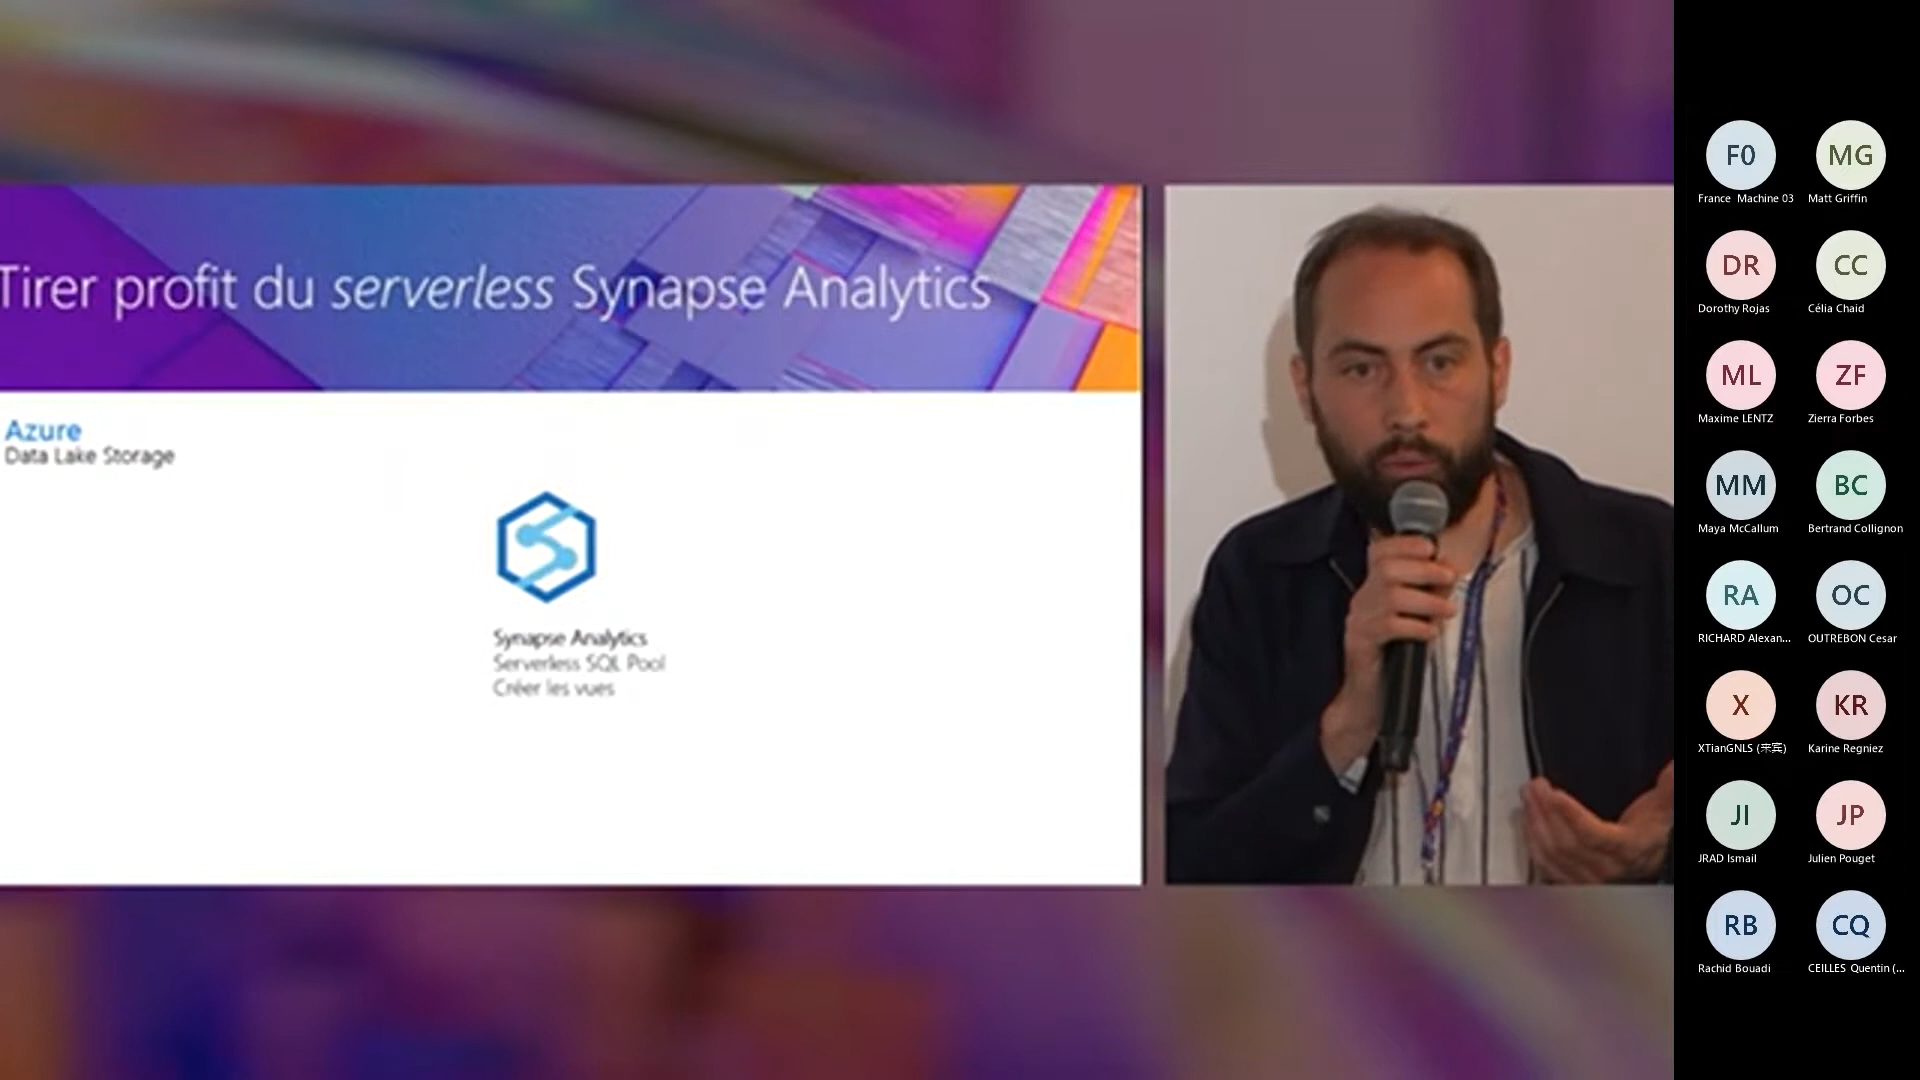 Tirer profit du serverless Synapse Analytics
Azure
Data Lake Storage
Synapse Analytics
Serverless SQL Pool
Créer les vues
F0
MG
France Machine 03
Matt Griffin
DR
CC
Dorothy Rojas
Célia Chaid
ML
ZF
Maxime LENTZ
Zierra Forbes
MM
BC
Maya McCallum
Bertrand Collignon
RA
OC
RICHARD Alexan...
OUTREBON Cesar
X
KR
XTianGNLS (来宾)
Karine Regniez
JI
JP
JRAD Ismail
Julien Pouget
RB
CQ
Rachid Bouadi
CEILLES Quentin (...